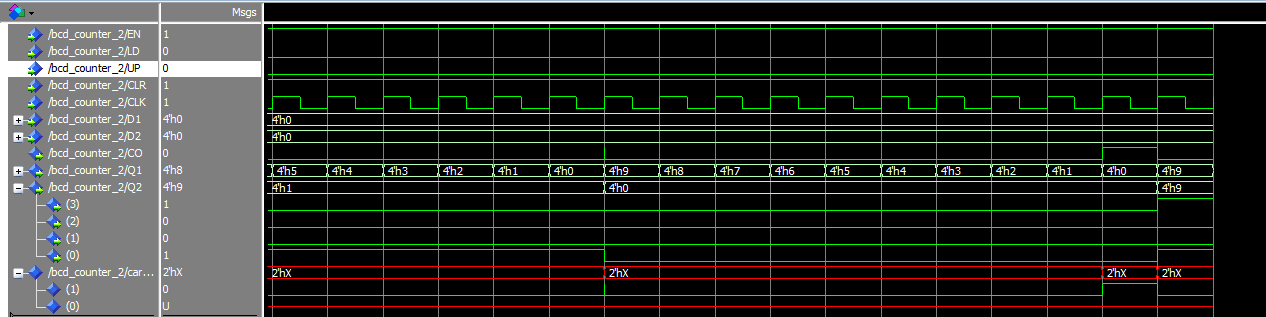 Msgs
/bcd_counter_2/EN 1
/bcd_counter_2/LD 0
/bcd_counter_2/UP 0
/bcd_counter_2/CLR 1
/bcd_counter_2/CLK 1
/bcd_counter_2/D1 4'h0 4'h0
/bcd_counter_2/D2 4'h0 4'h0
/bcd_counter_2/CO 0
/bcd_counter_2/Q1 4'h8 4'h5 4'h4 4'h3 4'h2 4'h1 4'h0 4'h9 4'h8 4'h7 4'h6 4'h5 4'h4 4'h3 4'h2 4'h1 4'h0 4'h9
/bcd_counter_2/Q2 4'h9 4'h1 4'h0 4'h9
(3) 1
(2) 0
(1) 0
(0) 1
/bcd_counter_2/car... 2'hX 2'hX 2'hX 2'hX 2'hX
(1) 0
(0) U